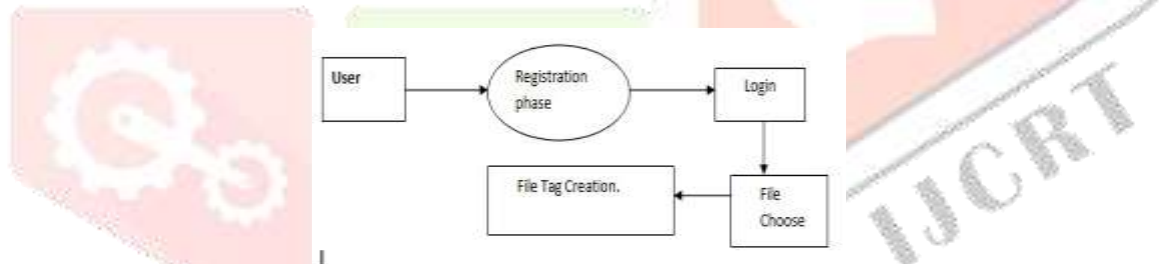 User
Registration
phase
Login
File Tag Creation.
File
Choose
IJCRT